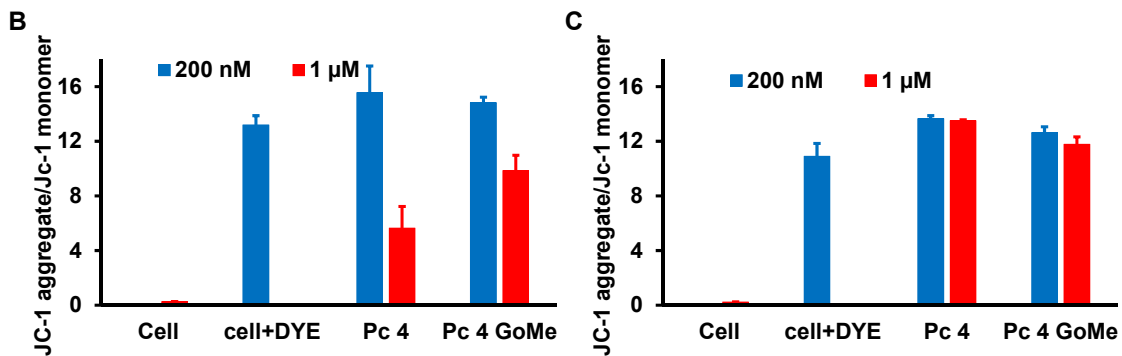 B
JC-1 aggregate/Jc-1 monomer
200 nM
1 µM
16
12
8
4
0
Cell
cell+DYE
Pc 4
Pc 4 GoMe
C
JC-1 aggregate/Jc-1 monomer
200 nM
1 µM
16
12
8
4
0
Cell
cell+DYE
Pc 4
Pc 4 GoMe